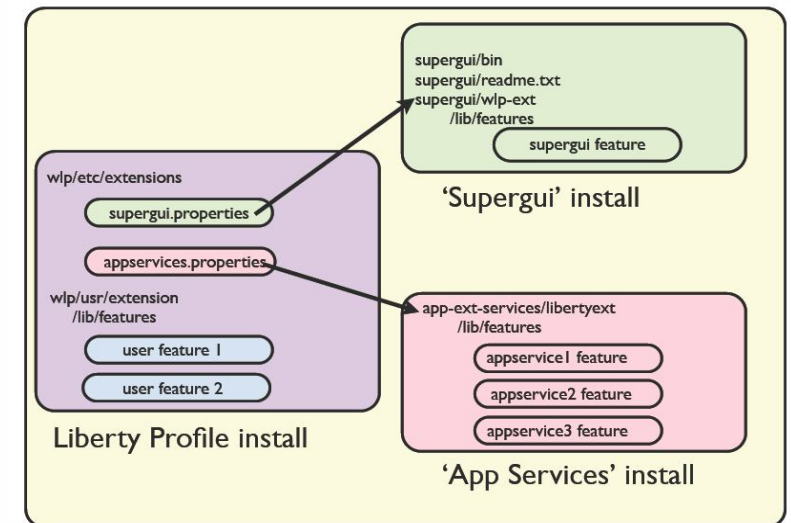 supergui/bin
supergui/readme.txt
supergui/wlp-ext
/lib/features
supergui feature
'Supergui' install
wlp/etc/extensions
supergui.properties
appservices.properties
wlp/usr/extension
/lib/features
user feature 1
user feature 2
Liberty Profile install
app-ext-services/libertyext
/lib/features
appservice1 feature
appservice2 feature
appservice3 feature
'App Services' install